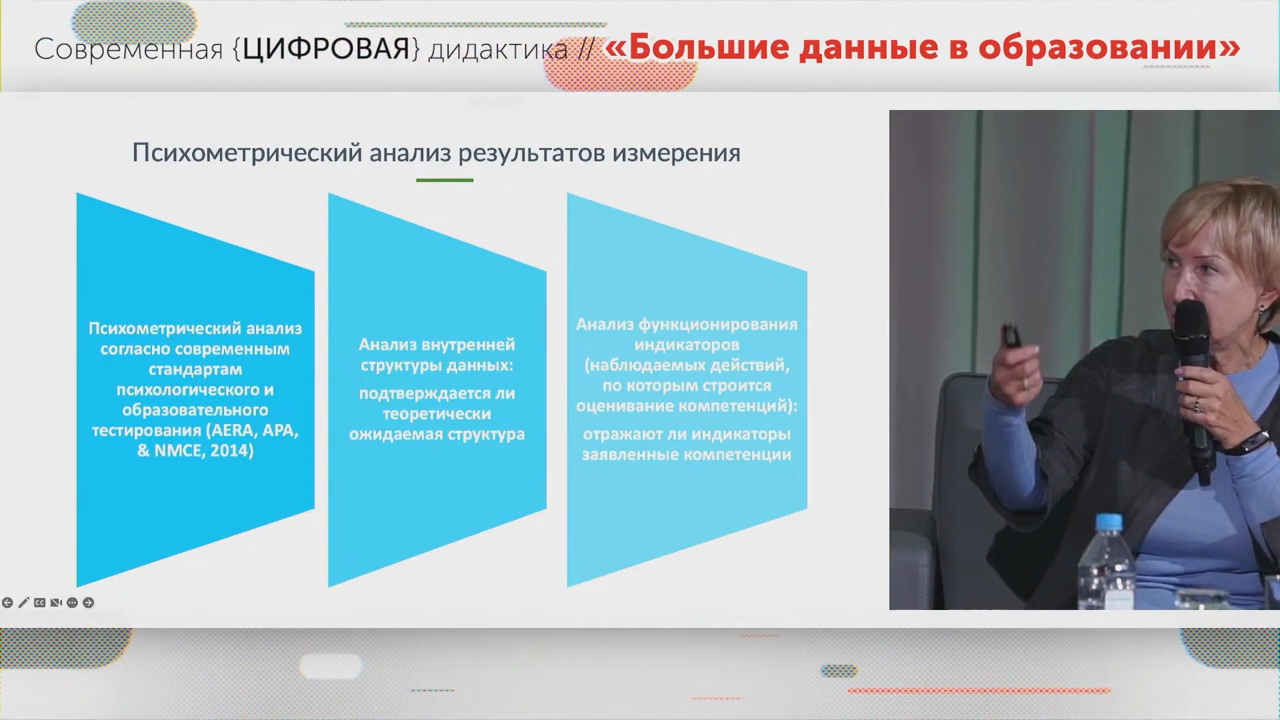 Современная {ЦИФРОВАЯ} дидактика // «Большие данные в образовании»
Психометрический анализ результатов измерения
Психометрический анализ
согласно современным
стандартам
психологического и
образовательного
тестирования (AERA, APA,
& NMCE, 2014)
Анализ внутренней
структуры данных:
подтверждается ли
теоретически
ожидаемая структура
Анализ функционирования
индикаторов
(наблюдаемых действий,
по которым строится
оценивание компетенций):
отражают ли индикаторы
заявленные компетенции